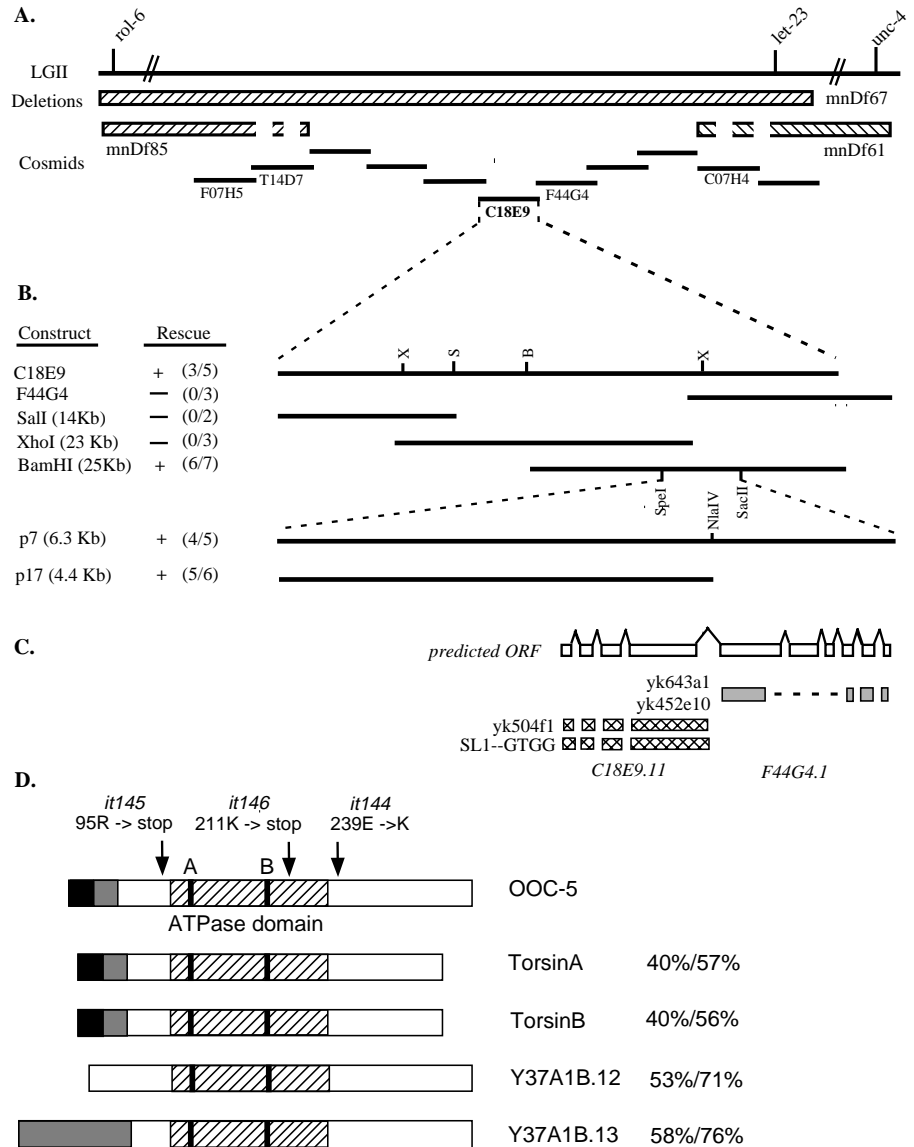 A.
rol-6
let-23
unc-4
LGII
Deletions
mnDf67
mnDf85
mnDf61
Cosmids
F07H5
T14D7
F44G4
C07H4
C18E9
B.
Construct Rescue
X S B X
C18E9 + (3/5)
F44G4 — (0/3)
SalI (14Kb) — (0/2)
XhoI (23 Kb) — (0/3)
BamHI (25Kb) + (6/7)
SpeI NlaIV SacII
p7 (6.3 Kb) + (4/5)
p17 (4.4 Kb) + (5/6)
C.
predicted ORF
yk643a1
yk452e10
yk504f1
SL1--GTGG
C18E9.11 F44G4.1
D.
it145 it146 it144
95R -> stop 211K -> stop 239E ->K
A B
OOC-5
ATPase domain
TorsinA 40%/57%
TorsinB 40%/56%
Y37A1B.12 53%/71%
Y37A1B.13 58%/76%